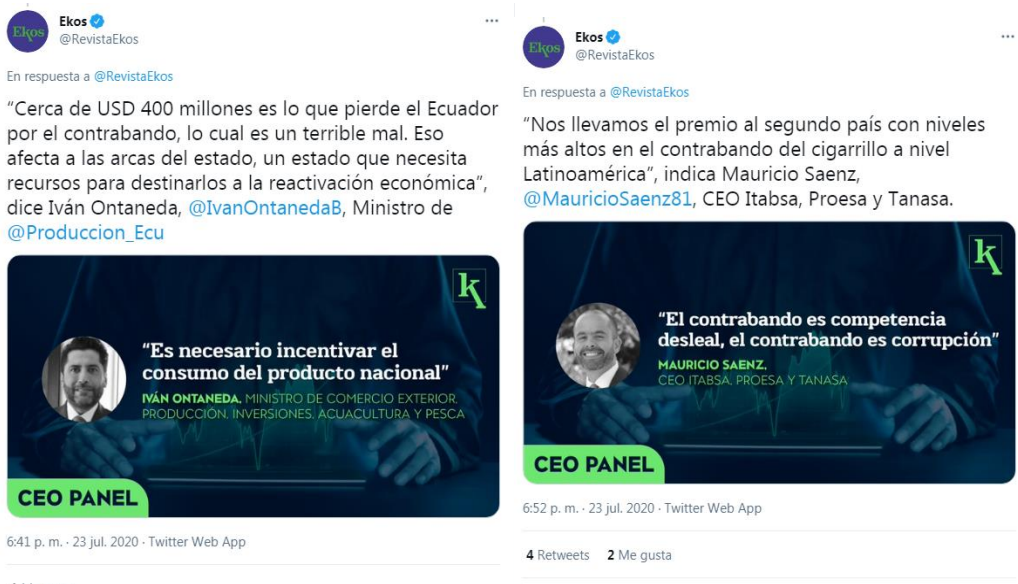 Ekos
@RevistaEkos
En respuesta a @RevistaEkos
“Cerca de USD 400 millones es lo que pierde el Ecuador
por el contrabando, lo cual es un terrible mal. Eso
afecta a las arcas del estado, un estado que necesita
recursos para destinarlos a la reactivación económica”,
dice Iván Ontaneda, @IvanOntanedaB, Ministro de
@Produccion_Ecu
“Es necesario incentivar el
consumo del producto nacional”
IVÁN ONTANEDA, MINISTRO DE COMERCIO EXTERIOR,
PRODUCCIÓN, INVERSIONES, ACUACULTURA Y PESCA
CEO PANEL
6:41 p. m. · 23 jul. 2020 · Twitter Web App
Ekos
Ekos
@RevistaEkos
En respuesta a @RevistaEkos
“Nos llevamos el premio al segundo país con niveles
más altos en el contrabando del cigarrillo a nivel
Latinoamérica”, indica Mauricio Saenz,
@MauricioSaenz81, CEO Itabsa, Proesa y Tanasa.
k
“El contrabando es competencia
desleal, el contrabando es corrupción”
MAURICIO SAENZ,
CEO ITABSA, PROESA Y TANASA
CEO PANEL
6:52 p. m. · 23 jul. 2020 · Twitter Web App
4 Retweets 2 Me gusta